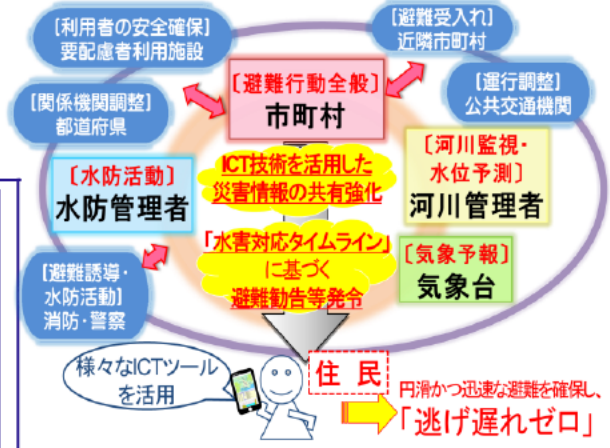 [利用者の安全確保]
要配慮者利用施設
[避難受入れ]
近隣市町村
[関係機関調整]
都道府県
〔避難行動全般〕
市町村
[運行調整]
公共交通機関
〔水防活動〕
水防管理者
ICT技術を活用した
災害情報の共有強化
〔河川監視・
水位予測〕
河川管理者
「水害対応タイムライン」
に基づく
避難勧告等発令
〔気象予報〕
気象台
[避難誘導・
水防活動]
消防・警察
様々なICTツール
を活用
住民
円滑かつ迅速な避難を確保し、
「逃げ遅れゼロ」